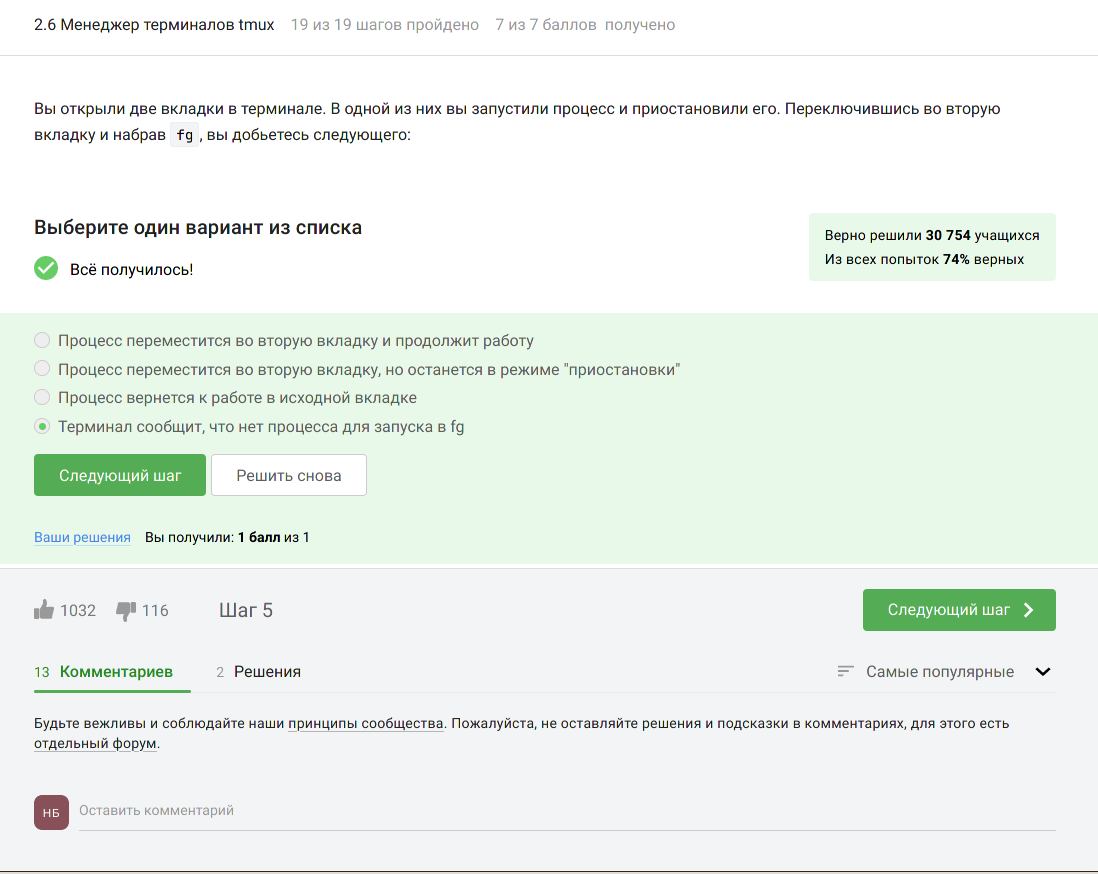 2.6 Менеджер терминалов tmux 19 из 19 шагов пройдено 7 из 7 баллов получено
Вы открыли две вкладки в терминале. В одной из них вы запустили процесс и приостановили его. Переключившись во вторую
вкладку и набрав fg, вы добьетесь следующего:
Выберите один вариант из списка
Всё получилось!
Верно решили 30 754 учащихся
Из всех попыток 74% верных
Процесс переместится во вторую вкладку и продолжит работу
Процесс переместится во вторую вкладку, но останется в режиме "приостановки"
Процесс вернется к работе в исходной вкладке
Терминал сообщит, что нет процесса для запуска в fg
Следующий шаг Решить снова
Ваши решения Вы получили: 1 балл из 1
1032 116 Шаг 5 Следующий шаг
13 Комментариев 2 Решения Самые популярные
Будьте вежливы и соблюдайте наши принципы сообщества. Пожалуйста, не оставляйте решения и подсказки в комментариях, для этого есть
отдельный форум.
НБ Оставить комментарий